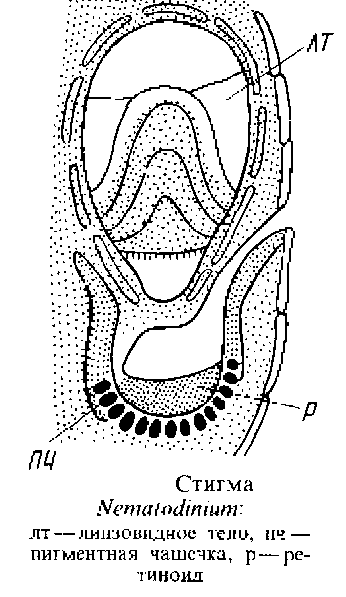 ЛТ
Р
ПЧ
Стигма
Nematodinium:
лт — линзовидное тело, пч —
пигментная чашечка, р — ре-
тиноид